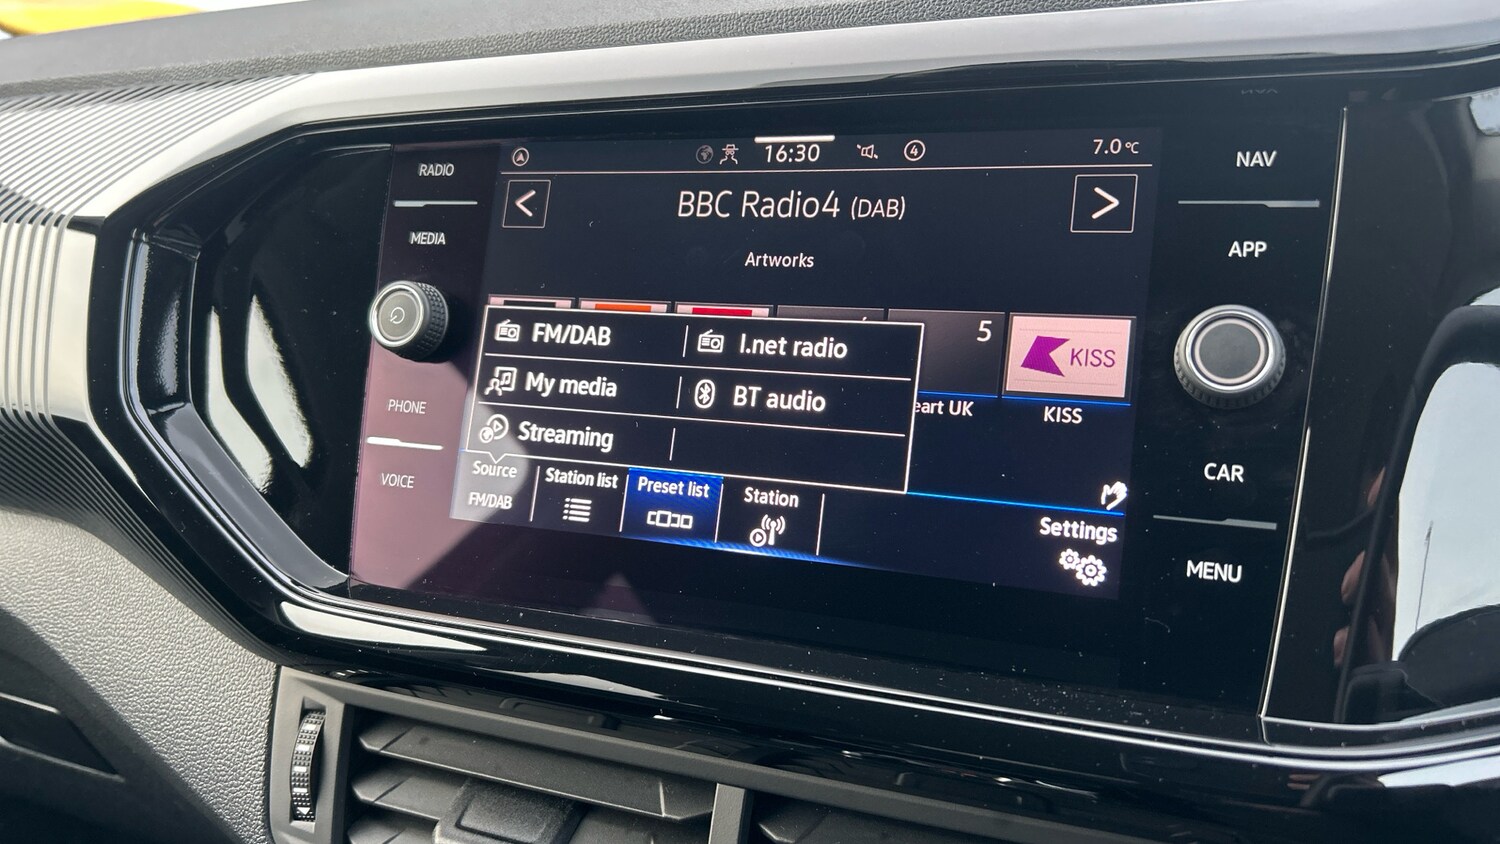 RADIO
MEDIA
PHONE
VOICE
16:30
4
7.0 °C
<
BBC Radio4 (DAB)
>
Artworks
5
KISS
eart UK
KISS
FM/DAB
I.net radio
My media
BT audio
Streaming
Source
FM/DAB
Station list
Preset list
Station
Settings
NAV
APP
CAR
MENU